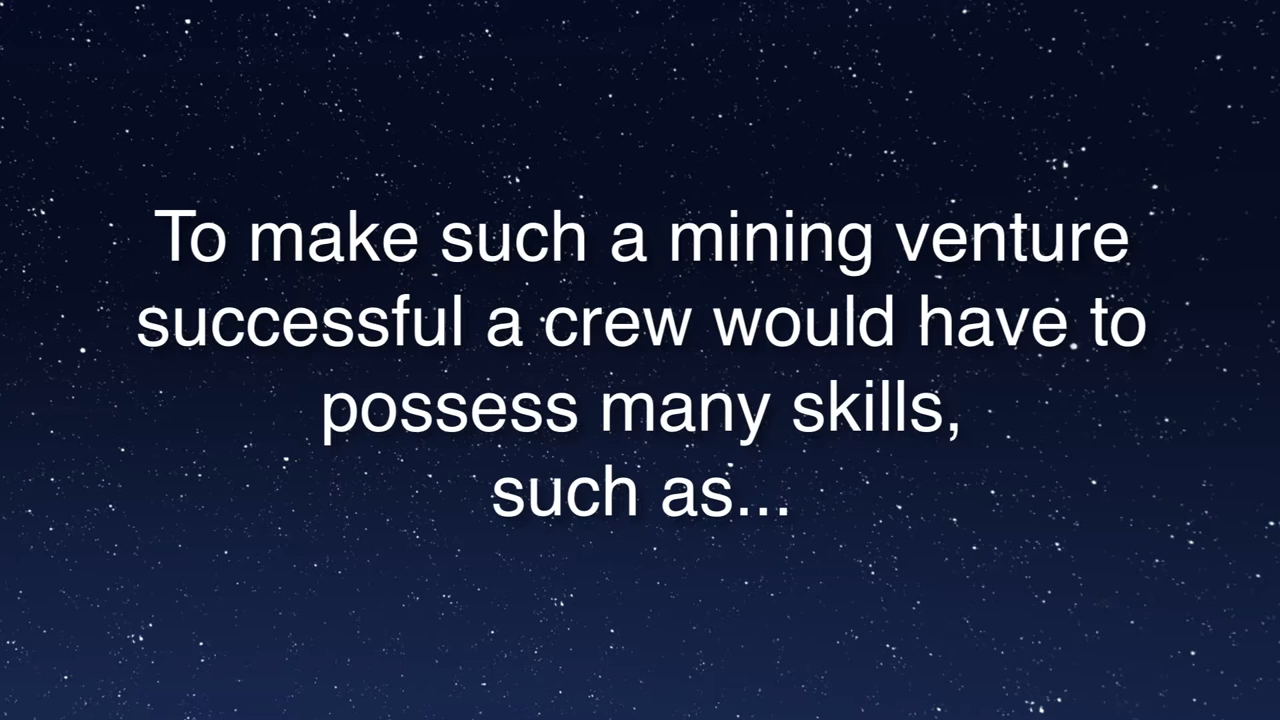 To make such a mining venture
successful a crew would have to
possess many skills,
such as...